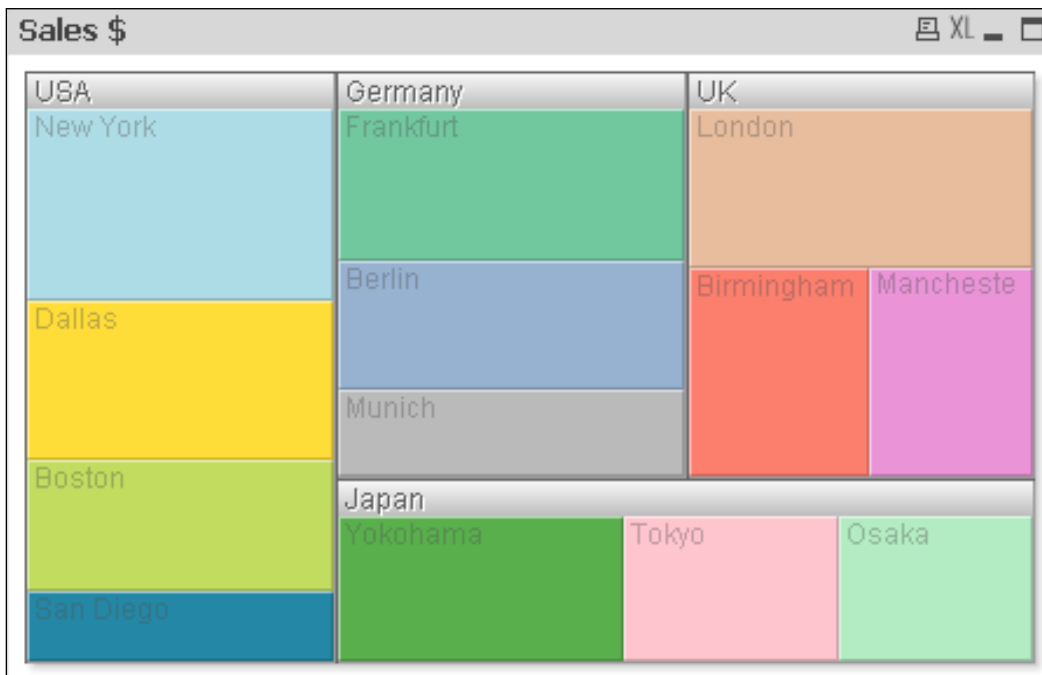 Sales $
XL
USA
Germany
UK
New York
Frankfurt
London
Berlin
Birmingham
Mancheste
Dallas
Munich
Boston
Japan
Yokohama
Tokyo
Osaka
San Diego